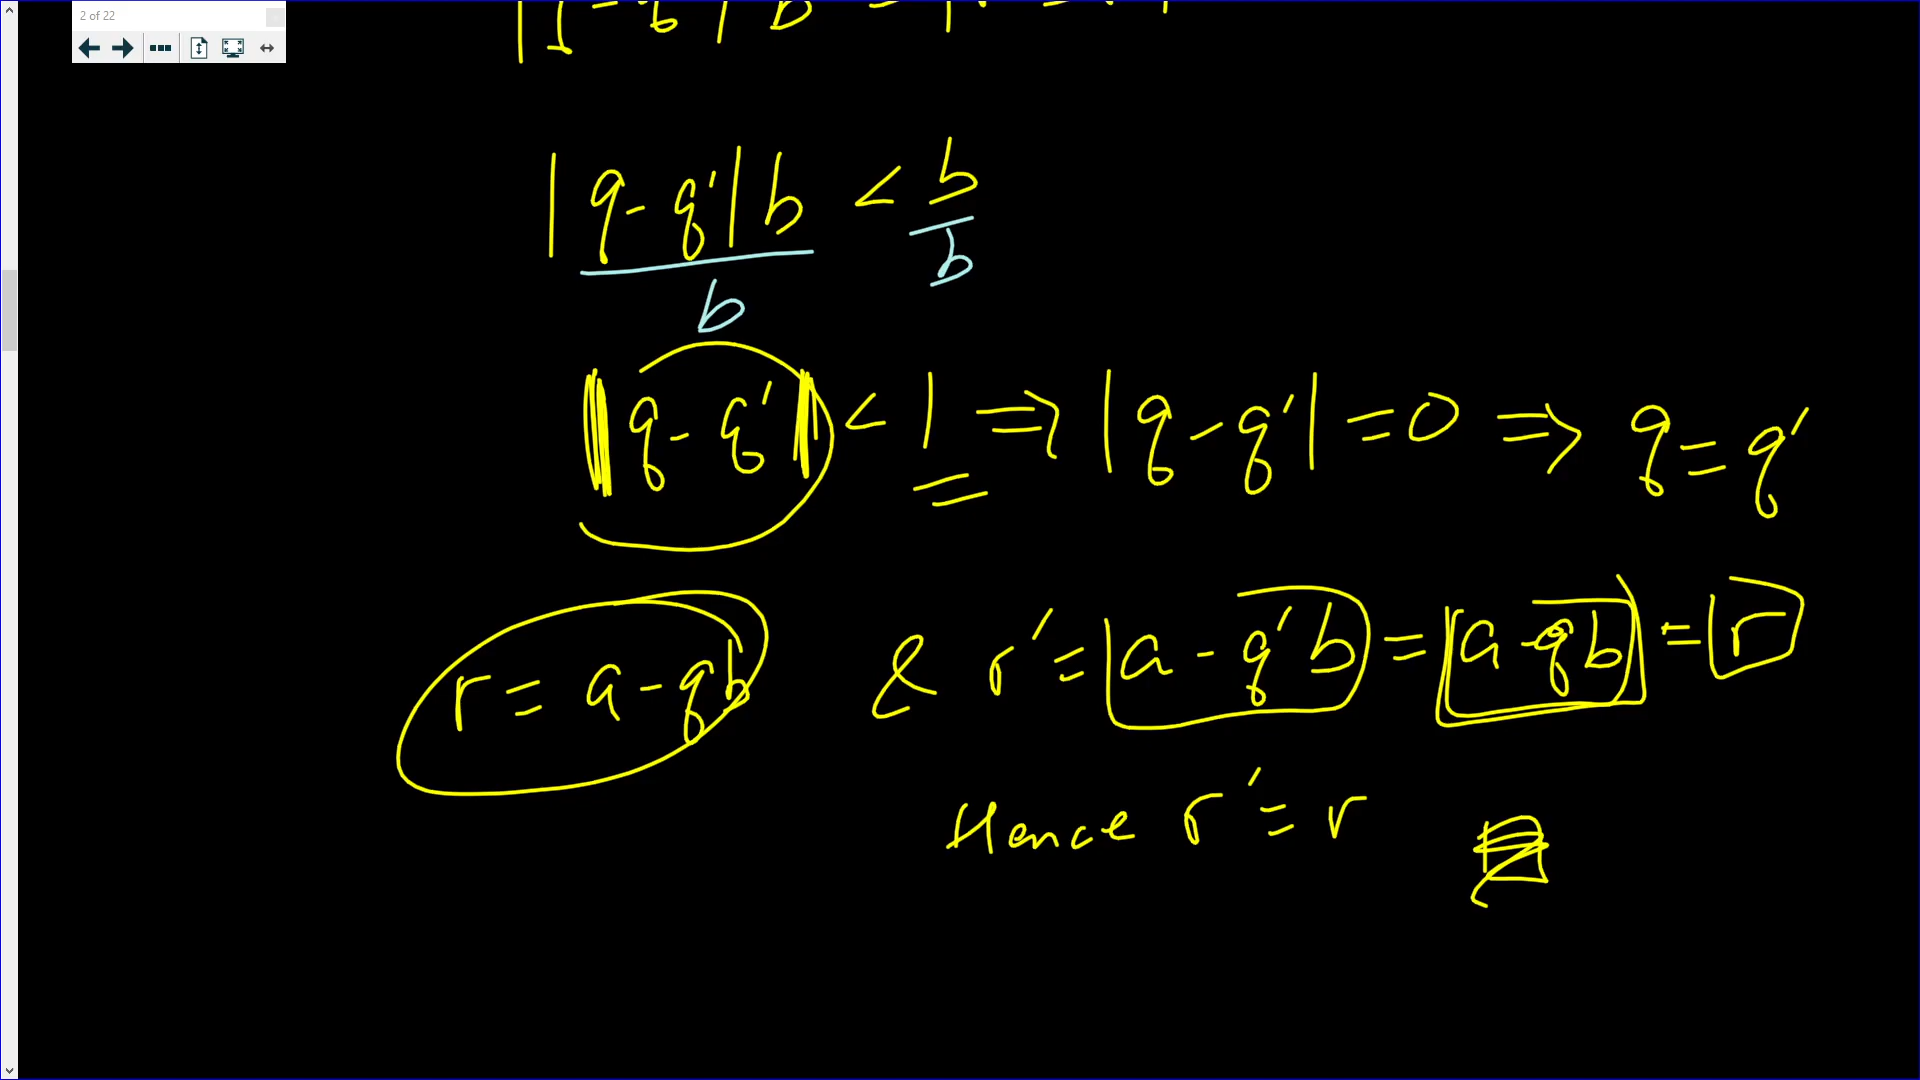 2 of 22
|q - q'| b < b
b b
|q - q'| < 1 ⇒ |q - q'| = 0 ⇒ q = q'
r = a - qb & r' = a - q'b = a - qb = r
Hence r' = r